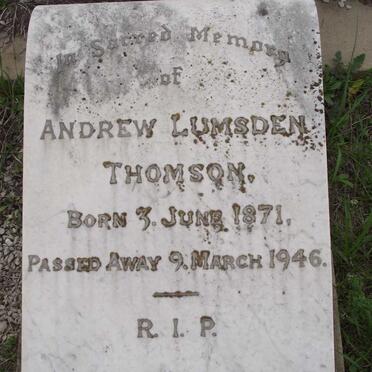 In Sacred Memory
of
ANDREW LUMSDEN
THOMSON.
BORN 3. JUNE 1871.
PASSED AWAY 9. MARCH 1946.
R.I.P.